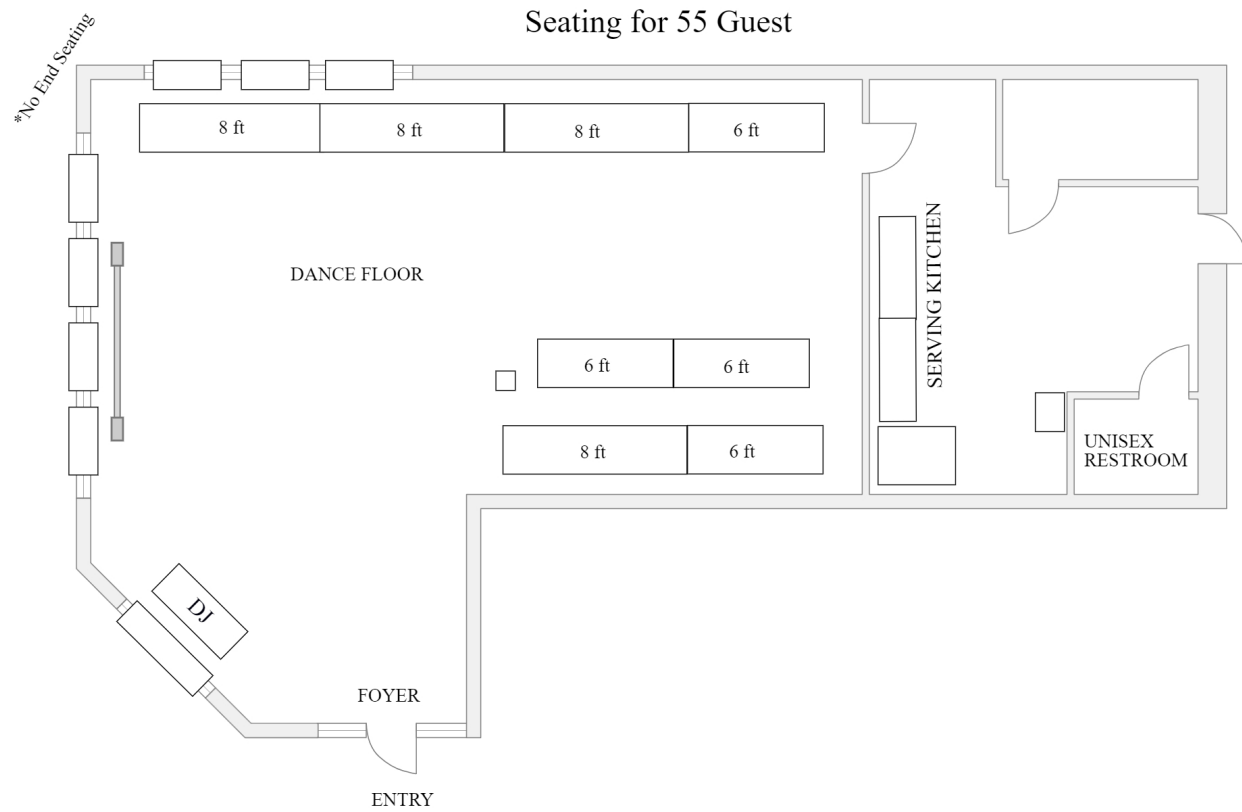 Seating for 55 Guest
*No End Seating
8 ft
8 ft
8 ft
6 ft
DANCE FLOOR
SERVING KITCHEN
6 ft
6 ft
8 ft
6 ft
UNISEX
RESTROOM
DJ
FOYER
ENTRY